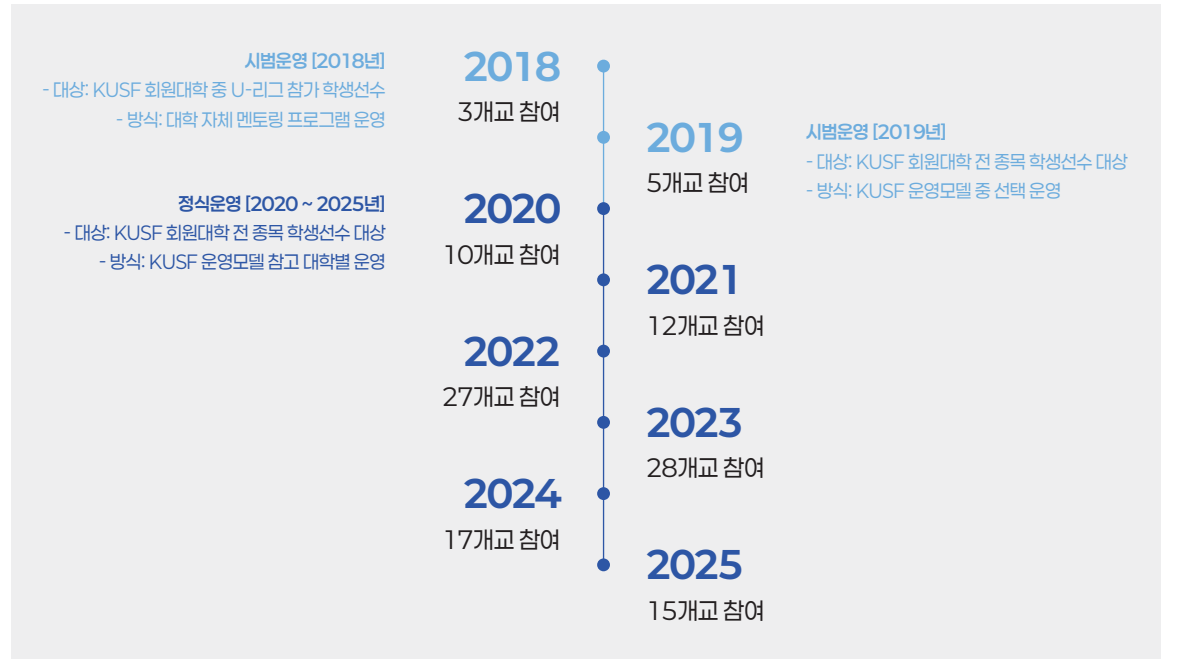 시범운영 [2018년]
- 대상: KUSF 회원대학 중 U-리그 참가 학생선수
- 방식: 대학 자체 멘토링 프로그램 운영
2018
3개교 참여
2019
5개교 참여
시범운영 [2019년]
- 대상: KUSF 회원대학 전 종목 학생선수 대상
- 방식: KUSF 운영모델 중 선택 운영
정식운영 [2020 ~ 2025년]
- 대상: KUSF 회원대학 전 종목 학생선수 대상
- 방식: KUSF 운영모델 참고 대학별 운영
2020
10개교 참여
2021
12개교 참여
2022
27개교 참여
2023
28개교 참여
2024
17개교 참여
2025
15개교 참여